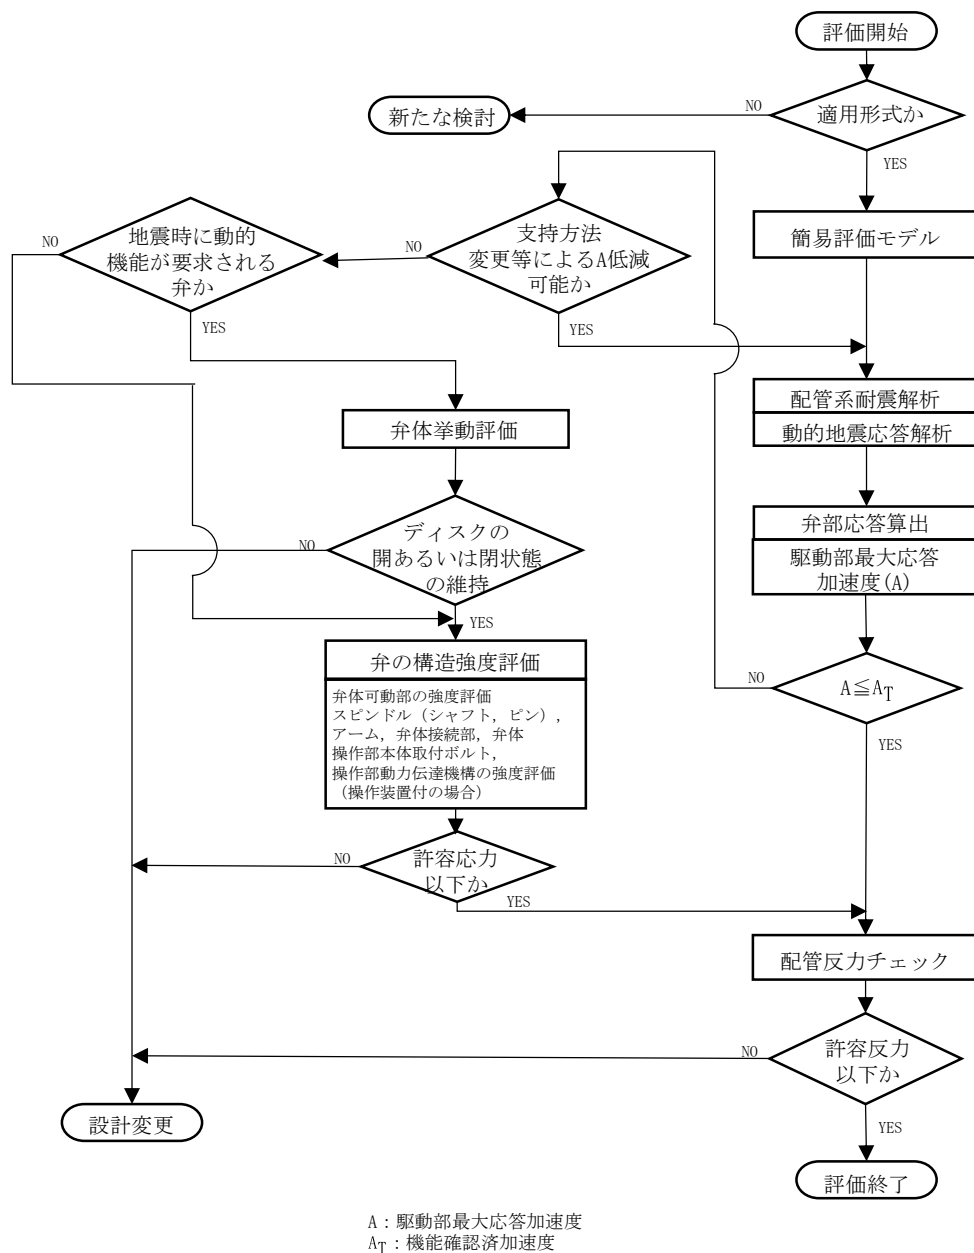 評価開始
適用形式か
NO
新たな検討
YES
簡易評価モデル
支持方法
変更等によるA低減
可能か
NO
YES
地震時に動的
機能が要求される
弁か
NO
YES
配管系耐震解析
動的地震応答解析
弁体挙動評価
弁部応答算出
駆動部最大応答
加速度(A)
ディスクの
開あるいは閉状態
の維持
NO
YES
A≦AT
NO
YES
弁の構造強度評価
弁体可動部の強度評価
スピンドル（シャフト，ピン），
アーム，弁体接続部，弁体
操作部本体取付ボルト，
操作部動力伝達機構の強度評価
（操作装置付の場合）
許容応力
以下か
NO
YES
配管反力チェック
許容反力
以下か
NO
YES
設計変更
評価終了
A：駆動部最大応答加速度
AT：機能確認済加速度